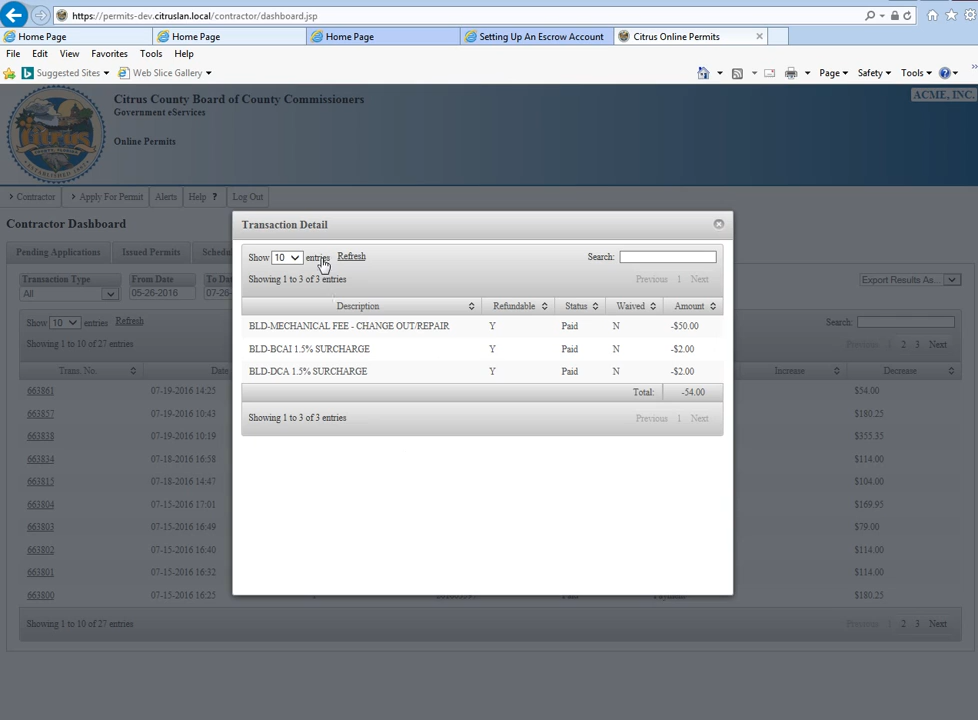 https://permits-dev.citruslan.local/contractor/dashboard.jsp
Home Page Home Page Home Page Setting Up An Escrow Account Citrus Online Permits
File Edit View Favorites Tools Help
Suggested Sites Web Slice Gallery Page Safety Tools
Citrus County Board of County Commissioners ACME, INC.
Government eServices
Online Permits
Contractor Apply For Permit Alerts Help ? Log Out
Contractor Dashboard
Transaction Detail
Pending Applications Issued Permits
Show 10 entries Refresh Search:
Showing 1 to 3 of 3 entries Previous 1 Next
Transaction Type From Date
All 05-26-2016 07-26-
Export Results As...
Description Refundable Status Waived Amount
BLD-MECHANICAL FEE - CHANGE OUT/REPAIR Y Paid N -$50.00
BLD-BCAI 1.5% SURCHARGE Y Paid N -$2.00
BLD-DCA 1.5% SURCHARGE Y Paid N -$2.00
Total: -54.00
Showing 1 to 3 of 3 entries Previous 1 Next
Show 10 entries Refresh Search:
Showing 1 to 10 of 27 entries Previous 1 2 3 Next
Trans. No. Date Increase Decrease
663861 07-19-2016 14:25 $54.00
663857 07-19-2016 10:43 $180.25
663838 07-19-2016 10:19 $355.35
663834 07-18-2016 16:58 $114.00
663815 07-18-2016 14:47 $104.00
663804 07-15-2016 17:01 $169.95
663803 07-15-2016 16:49 $79.00
663802 07-15-2016 16:40 $114.00
663801 07-15-2016 16:32 $114.00
663800 07-15-2016 16:25 $180.25
Showing 1 to 10 of 27 entries Previous 1 2 3 Next